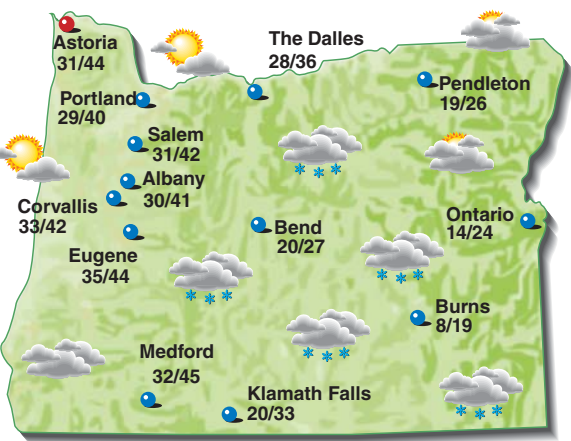 Astoria
31/44
The Dalles
28/36
Portland
29/40
Pendleton
19/26
Salem
31/42
Albany
30/41
Corvallis
33/42
Eugene
35/44
Bend
20/27
Ontario
14/24
Burns
8/19
Medford
32/45
Klamath Falls
20/33